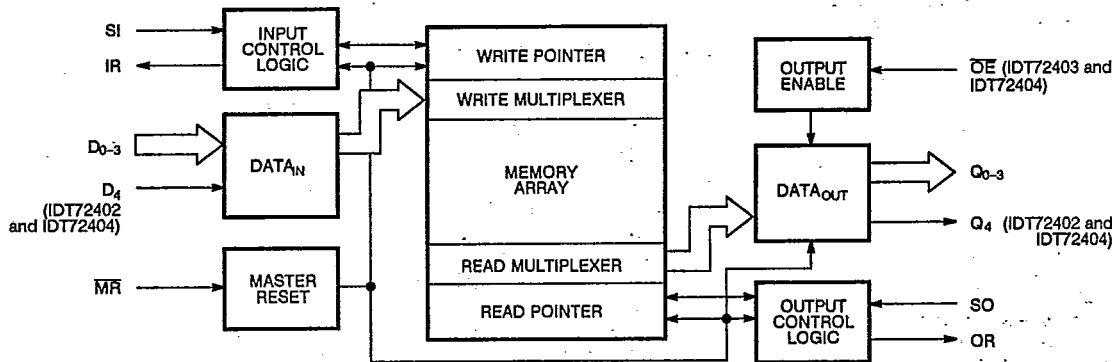 SI
IR
INPUT
CONTROL
LOGIC
D0–3
D4
(IDT72402
and IDT72404)
DATAIN
MR
MASTER
RESET
WRITE POINTER
WRITE MULTIPLEXER
MEMORY
ARRAY
READ MULTIPLEXER
READ POINTER
OUTPUT
ENABLE
OE (IDT72403 and
IDT72404)
DATAOUT
Q0–3
Q4 (IDT72402 and
IDT72404)
OUTPUT
CONTROL
LOGIC
SO
OR